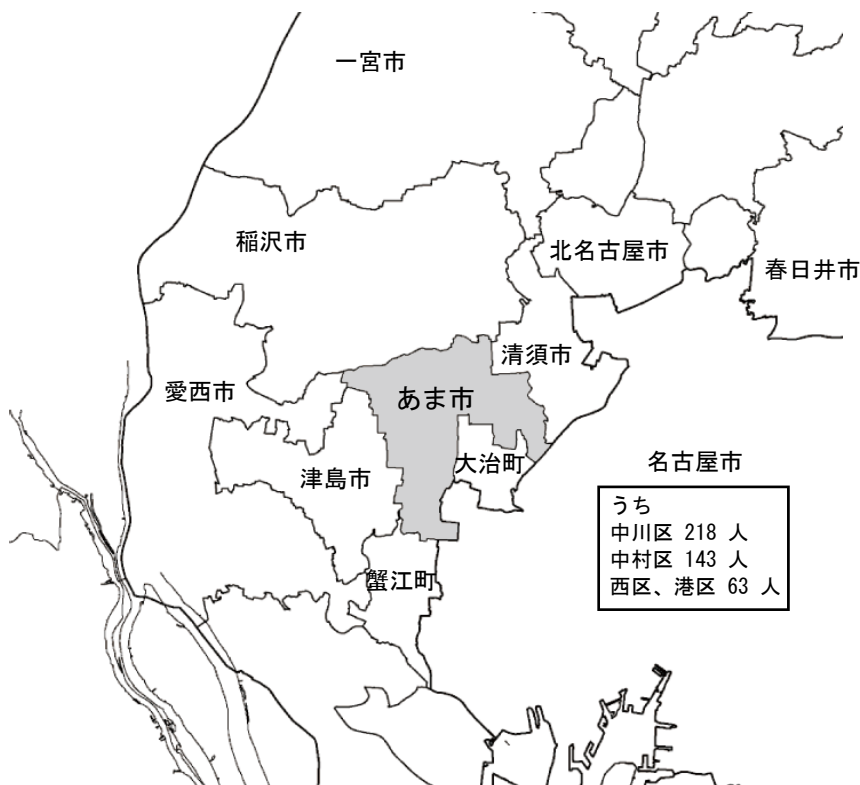 一宮市
稲沢市
北名古屋市
春日井市
清須市
愛西市
あま市
大治町
津島市
名古屋市
うち
中川区 218 人
中村区 143 人
西区、港区 63 人
蟹江町